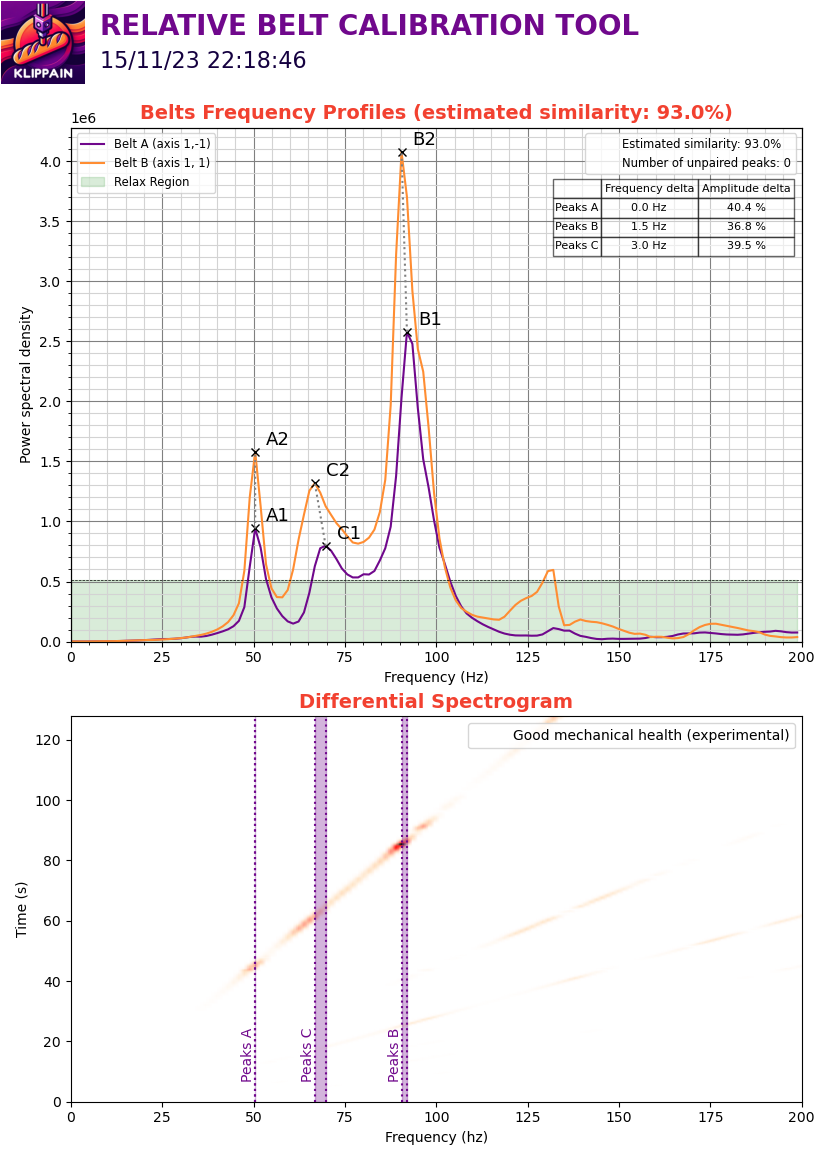 KLIPPAIN
RELATIVE BELT CALIBRATION TOOL
15/11/23 22:18:46
Belts Frequency Profiles (estimated similarity: 93.0%)
1e6
Belt A (axis 1,-1)
Belt B (axis 1, 1)
Relax Region
Estimated similarity: 93.0%
Number of unpaired peaks: 0
Frequency delta Amplitude delta
Peaks A 0.0 Hz 40.4 %
Peaks B 1.5 Hz 36.8 %
Peaks C 3.0 Hz 39.5 %
B2
B1
A2
C2
A1
C1
Power spectral density
4.0
3.5
3.0
2.5
2.0
1.5
1.0
0.5
0.0
0 25 50 75 100 125 150 175 200
Frequency (Hz)
Differential Spectrogram
Good mechanical health (experimental)
Time (s)
120
100
80
60
40
20
0
Peaks A
Peaks C
Peaks B
0 25 50 75 100 125 150 175 200
Frequency (hz)